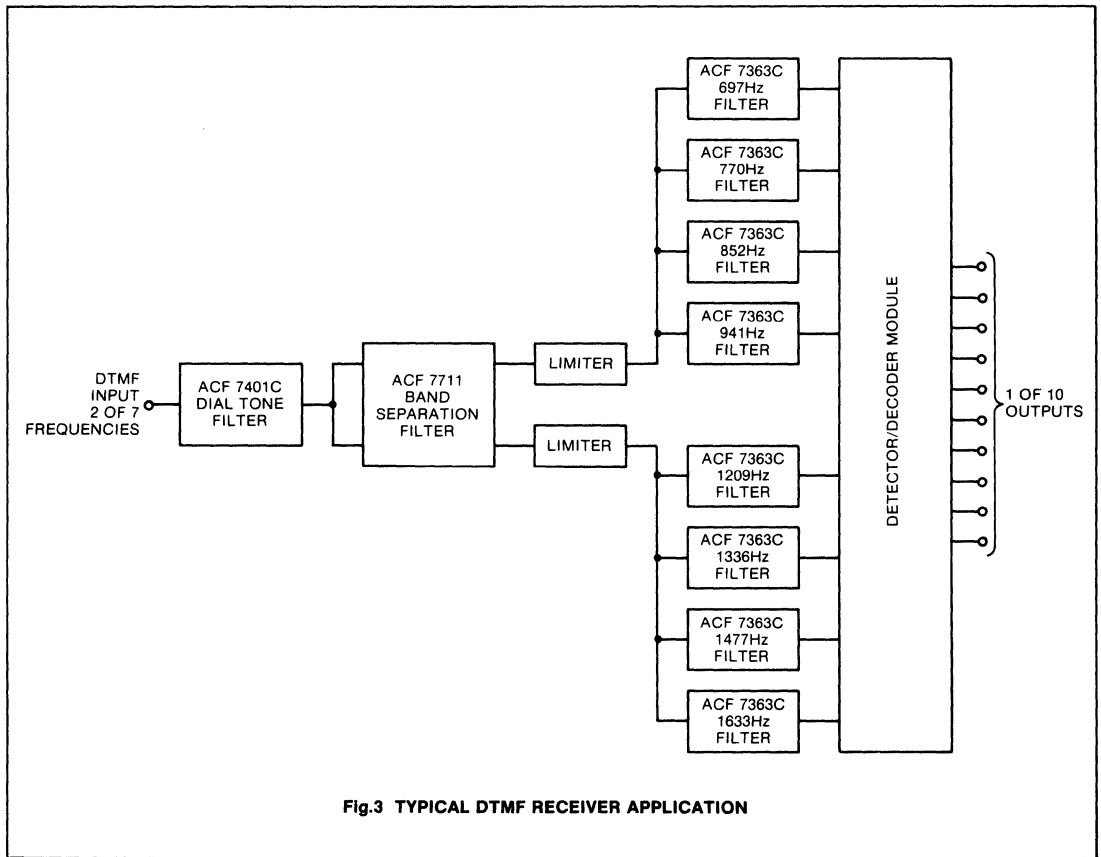 DTMF
INPUT
2 OF 7
FREQUENCIES
ACF 7401C
DIAL TONE
FILTER
ACF 7711
BAND
SEPARATION
FILTER
LIMITER
LIMITER
ACF 7363C
697Hz
FILTER
ACF 7363C
770Hz
FILTER
ACF 7363C
852Hz
FILTER
ACF 7363C
941Hz
FILTER
ACF 7363C
1209Hz
FILTER
ACF 7363C
1336Hz
FILTER
ACF 7363C
1477Hz
FILTER
ACF 7363C
1633Hz
FILTER
DETECTOR/DECODER MODULE
1 OF 10
OUTPUTS
Fig.3 TYPICAL DTMF RECEIVER APPLICATION